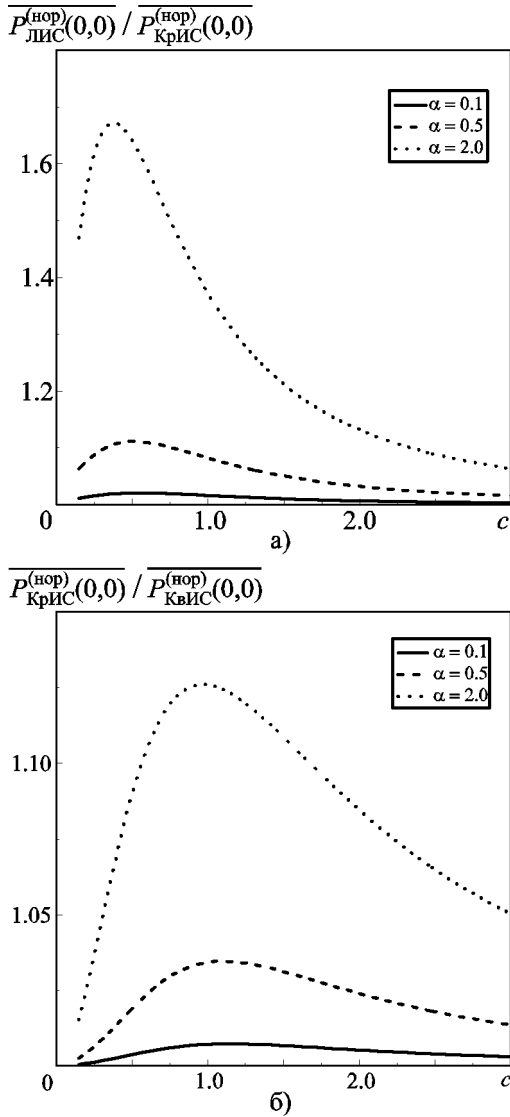 P_ЛИС^(нор)(0,0) / P_КрИС^(нор)(0,0)
α = 0.1
α = 0.5
α = 2.0
1.6
1.4
1.2
0 1.0 2.0 c
а)
P_КрИС^(нор)(0,0) / P_КвИС^(нор)(0,0)
α = 0.1
α = 0.5
α = 2.0
1.10
1.05
0 1.0 2.0 c
б)